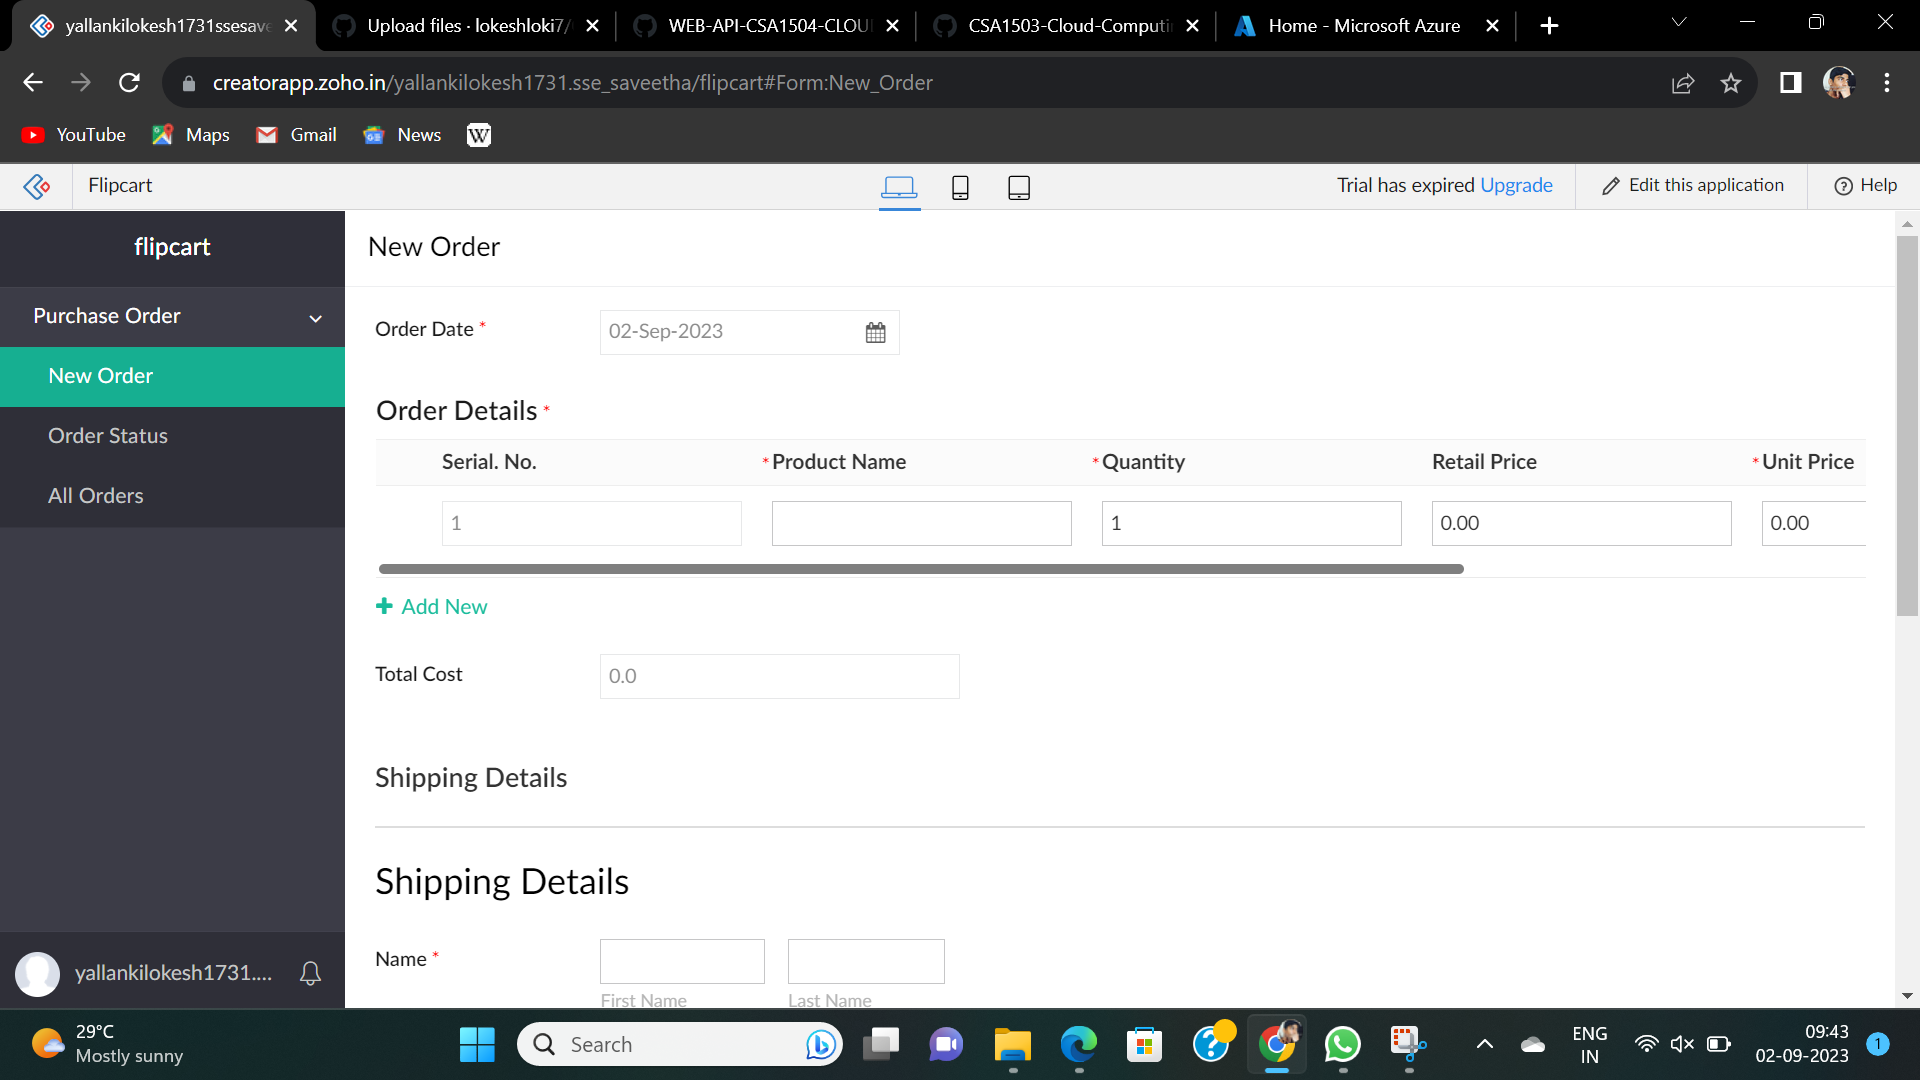 yallankilokesh1731ssesave
Upload files · lokeshloki7/
WEB-API-CSA1504-CLOU
CSA1503-Cloud-Computi
Home - Microsoft Azure
creatorapp.zoho.in/yallankilokesh1731.sse_saveetha/flipcart#Form:New_Order
YouTube
Maps
Gmail
News
W
Flipcart
Trial has expired Upgrade
Edit this application
Help
flipcart
Purchase Order
New Order
Order Status
All Orders
yallankilokesh1731....
New Order
Order Date *
02-Sep-2023
Order Details *
Serial. No.
* Product Name
* Quantity
Retail Price
* Unit Price
1
1
0.00
0.00
Add New
Total Cost
0.0
Shipping Details
Shipping Details
Name *
First Name
Last Name
29°C
Mostly sunny
Search
ENG
IN
09:43
02-09-2023
1